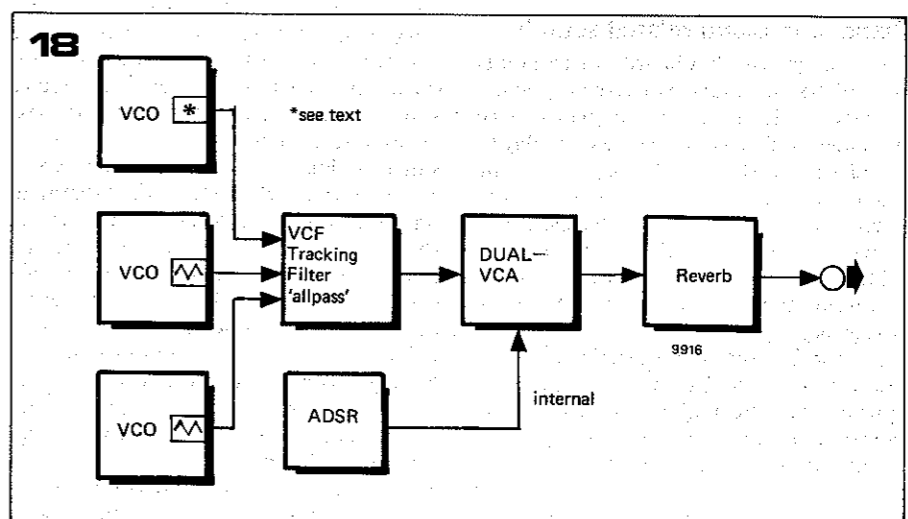 18
VCO *
*see text
VCO
VCF
Tracking
Filter
'allpass'
DUAL–
VCA
Reverb
9916
VCO
ADSR
internal